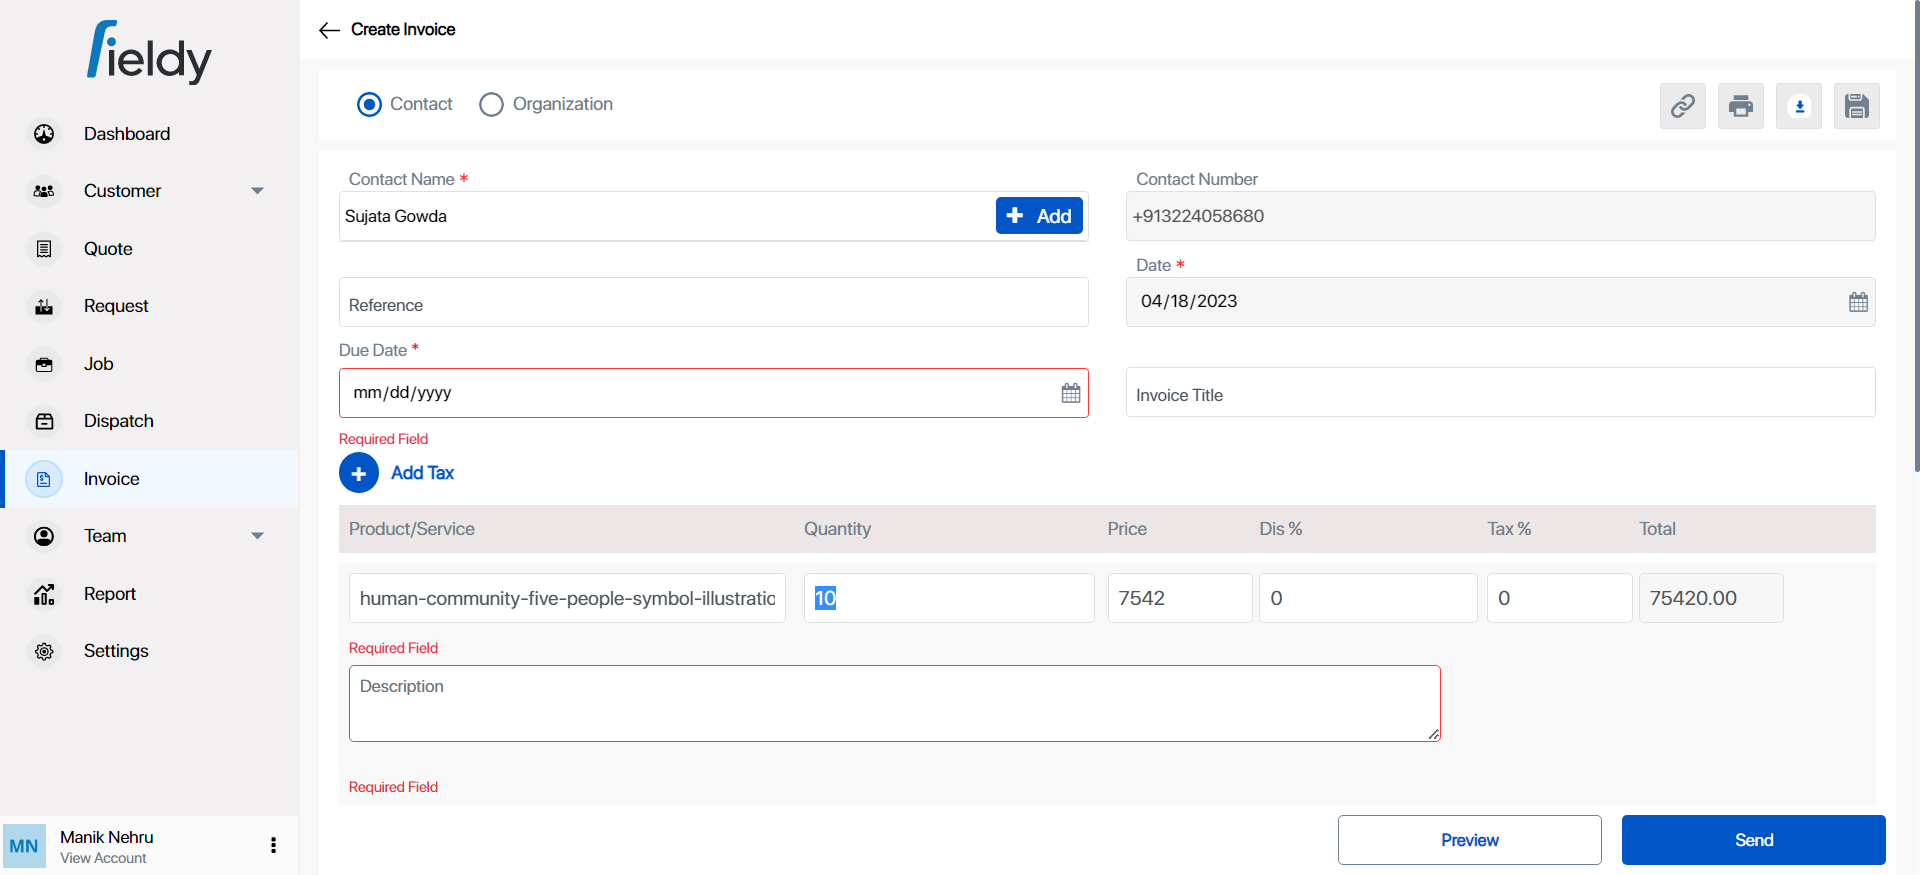 fieldy
Create Invoice
Contact
Organization
Dashboard
Customer
Quote
Request
Job
Dispatch
Invoice
Team
Report
Settings
MN
Manik Nehru
View Account
Contact Name *
Sujata Gowda
+ Add
Contact Number
+913224058680
Reference
Date *
04/18/2023
Due Date *
mm/dd/yyyy
Required Field
Invoice Title
+ Add Tax
Product/Service Quantity Price Dis % Tax % Total
human-community-five-people-symbol-illustratio 10 7542 0 0 75420.00
Required Field
Description
Required Field
Preview
Send